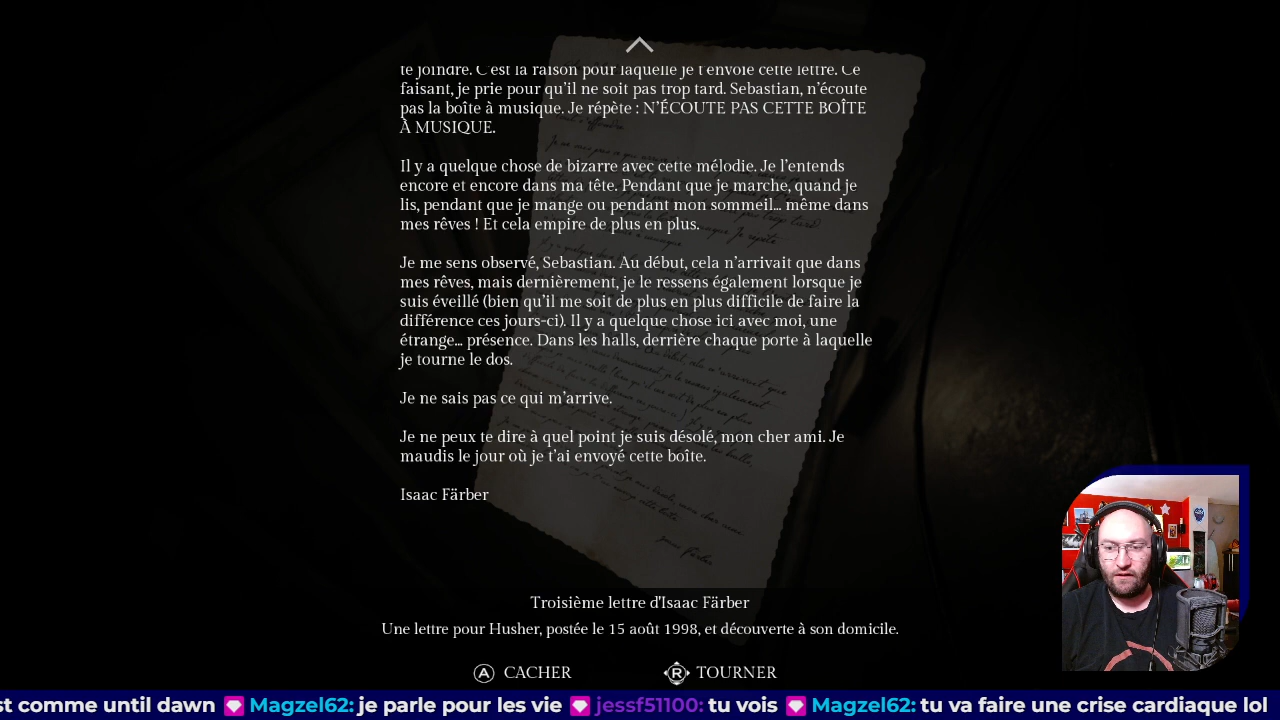 te joindre. C'est la raison pour laquelle je t'envoie cette lettre. Ce
faisant, je prie pour qu'il ne soit pas trop tard. Sebastian, n'écoute
pas la boîte à musique. Je répète : N'ÉCOUTE PAS CETTE BOÎTE
À MUSIQUE.
Il y a quelque chose de bizarre avec cette mélodie. Je l'entends
encore et encore dans ma tête. Pendant que je marche, quand je
lis, pendant que je mange ou pendant mon sommeil... même dans
mes rêves ! Et cela empire de plus en plus.
Je me sens observé, Sebastian. Au début, cela n'arrivait que dans
mes rêves, mais dernièrement, je le ressens également lorsque je
suis éveillé (bien qu'il me soit de plus en plus difficile de faire la
différence ces jours-ci). Il y a quelque chose ici avec moi, une
étrange... présence. Dans les halls, derrière chaque porte à laquelle
je tourne le dos.
Je ne sais pas ce qui m'arrive.
Je ne peux te dire à quel point je suis désolé, mon cher ami. Je
maudis le jour où je t'ai envoyé cette boîte.
Isaac Färber
Troisième lettre d'Isaac Färber
Une lettre pour Husher, postée le 15 août 1998, et découverte à son domicile.
A CACHER R TOURNER
st comme until dawn Magzel62: je parle pour les vie jessf51100: tu vois Magzel62: tu va faire une crise cardiaque lol